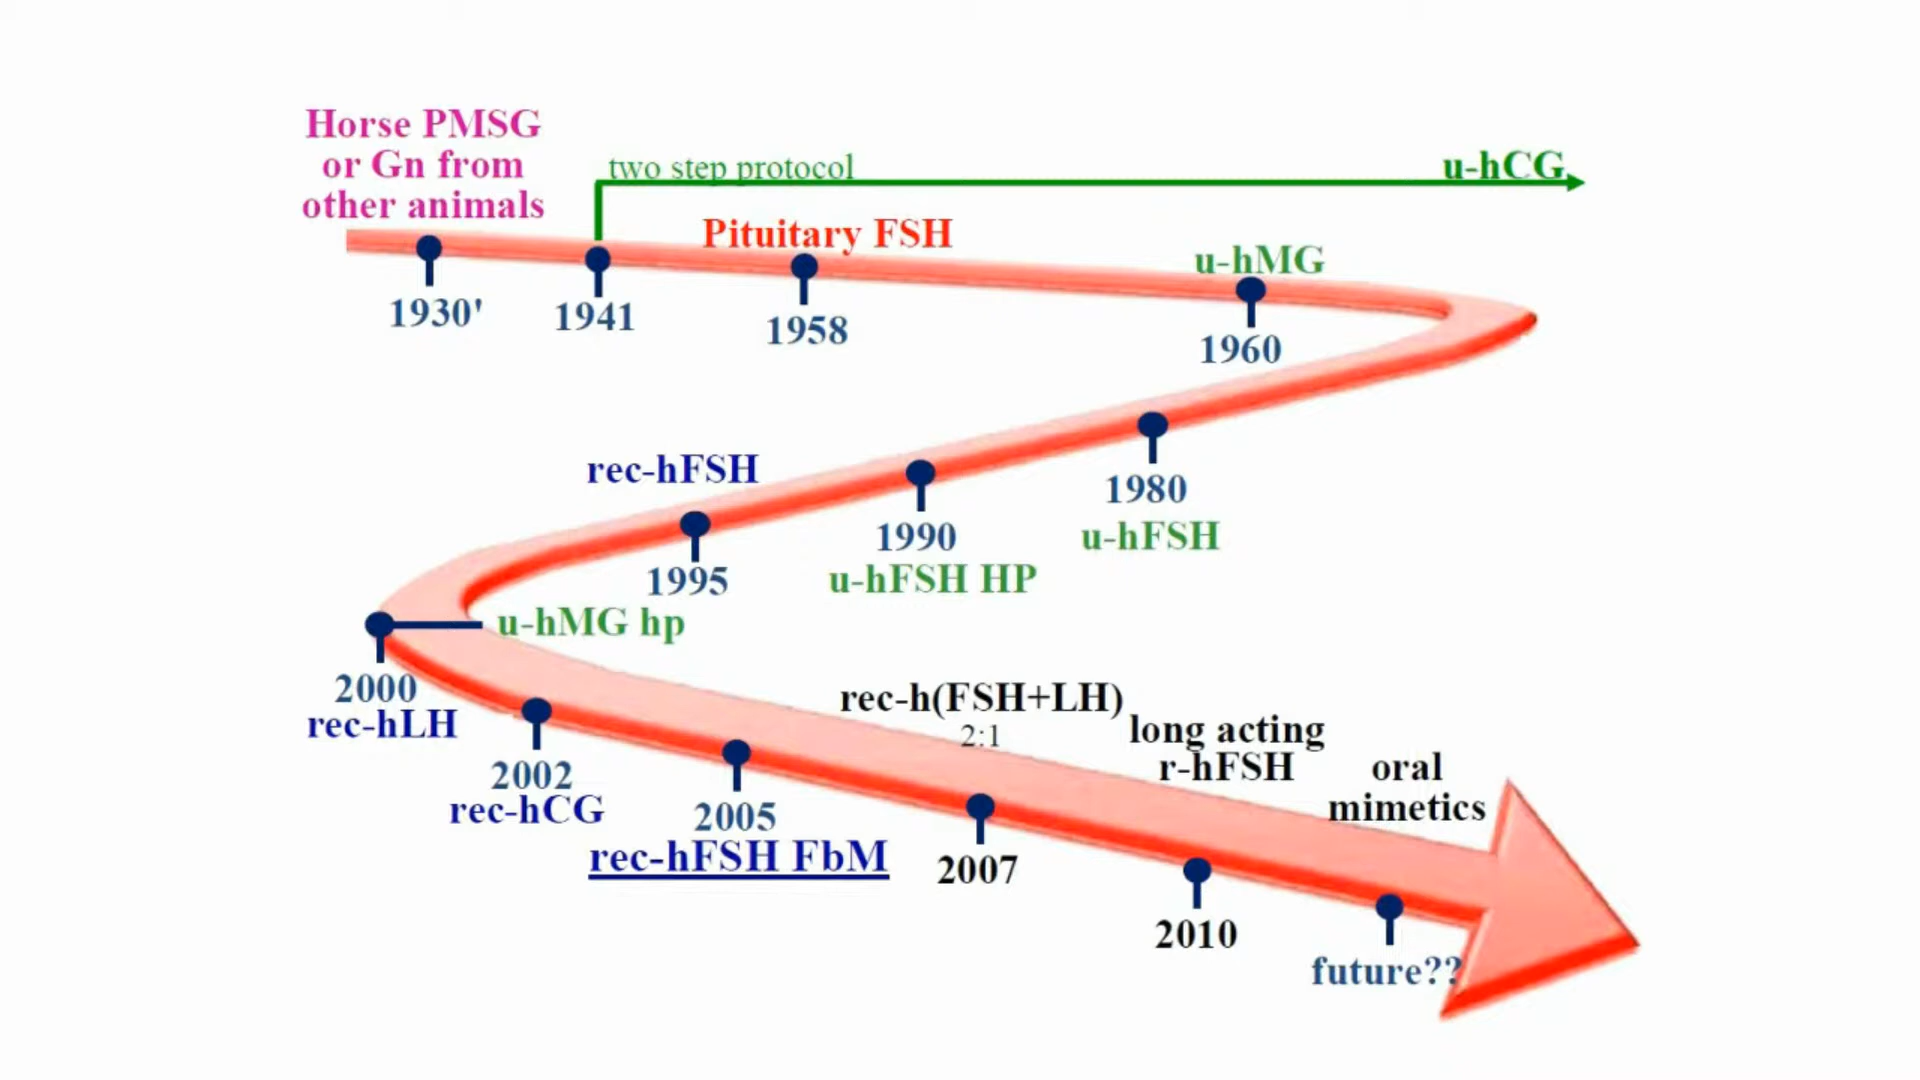 Horse PMSG
or Gn from
other animals
two step protocol
u-hCG
Pituitary FSH
u-hMG
1930'
1941
1958
1960
rec-hFSH
1980
u-hFSH
1990
u-hFSH HP
1995
u-hMG hp
2000
rec-hLH
2002
rec-hCG
2005
rec-hFSH FbM
rec-h(FSH+LH)
2:1
2007
long acting
r-hFSH
2010
oral
mimetics
future??